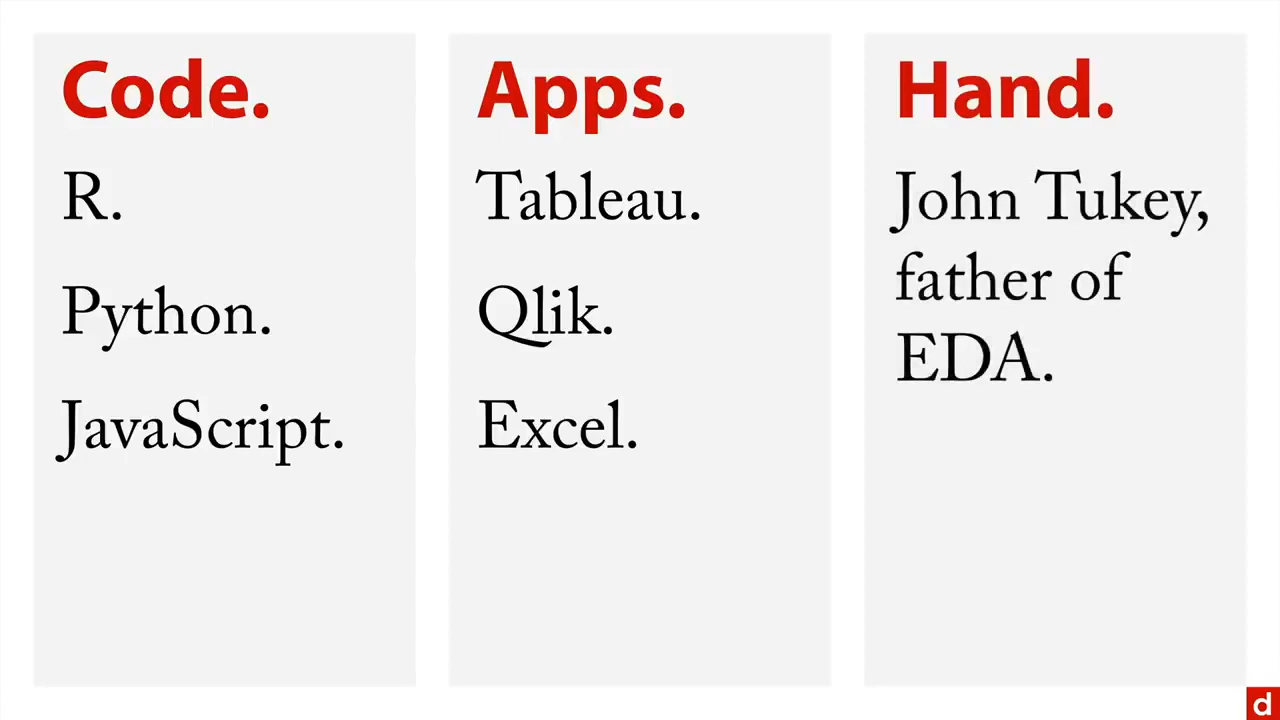 Code.
R.
Python.
JavaScript.
Apps.
Tableau.
Qlik.
Excel.
Hand.
John Tukey,
father of
EDA.
d